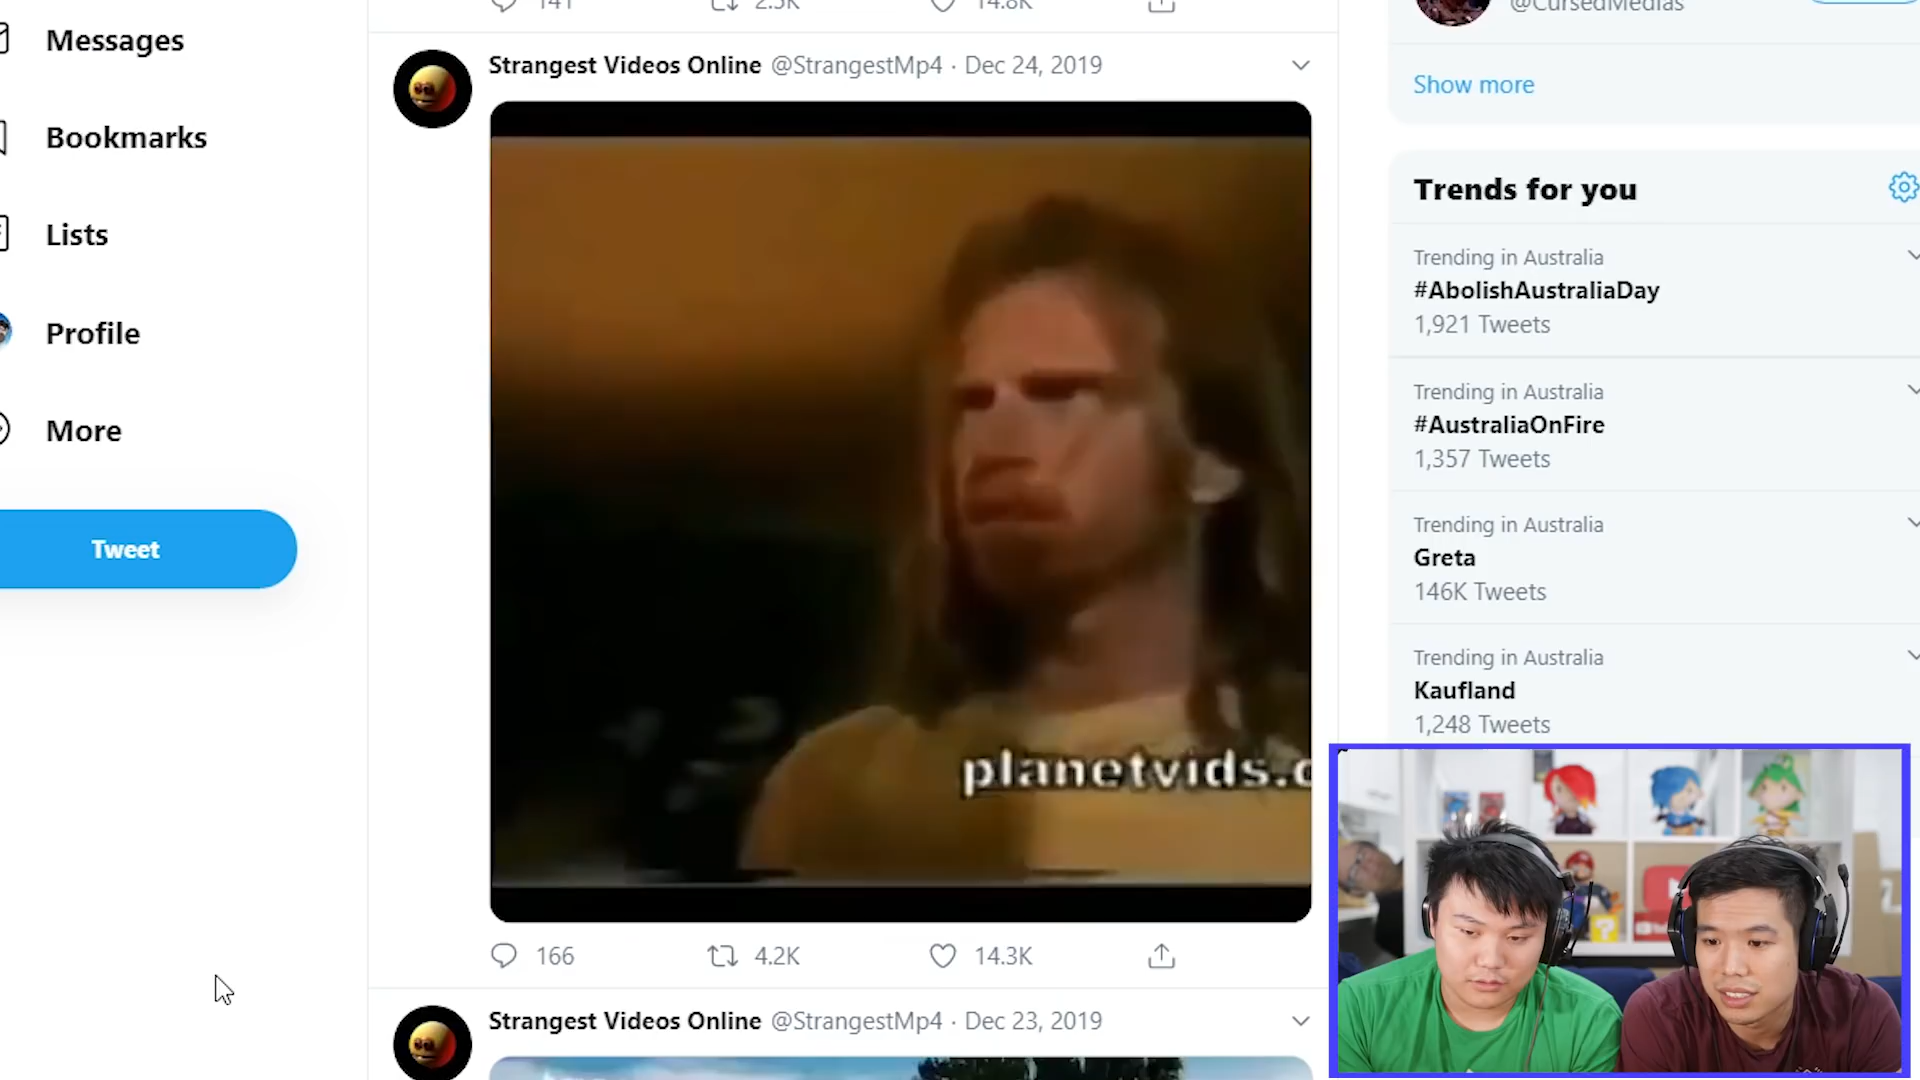 141 2.5K 14.8K
Messages
Bookmarks
Lists
Profile
More
Tweet
Strangest Videos Online @StrangestMp4 · Dec 24, 2019
planetvids.c
166 4.2K 14.3K
Strangest Videos Online @StrangestMp4 · Dec 23, 2019
@CursedMedias
Show more
Trends for you
Trending in Australia
#AbolishAustraliaDay
1,921 Tweets
Trending in Australia
#AustraliaOnFire
1,357 Tweets
Trending in Australia
Greta
146K Tweets
Trending in Australia
Kaufland
1,248 Tweets